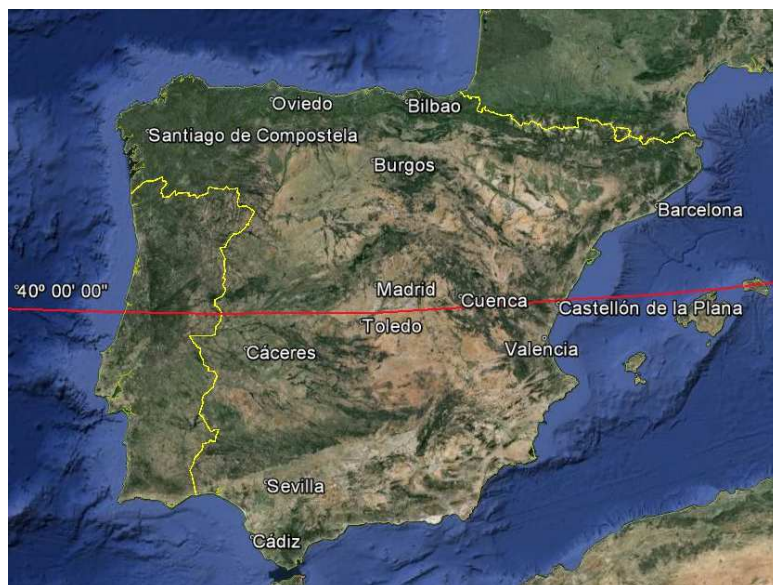 Oviedo
Bilbao
Santiago de Compostela
Burgos
Barcelona
40º 00' 00"
Madrid
Cuenca
Castellón de la Plana
Toledo
Cáceres
Valencia
Sevilla
Cádiz